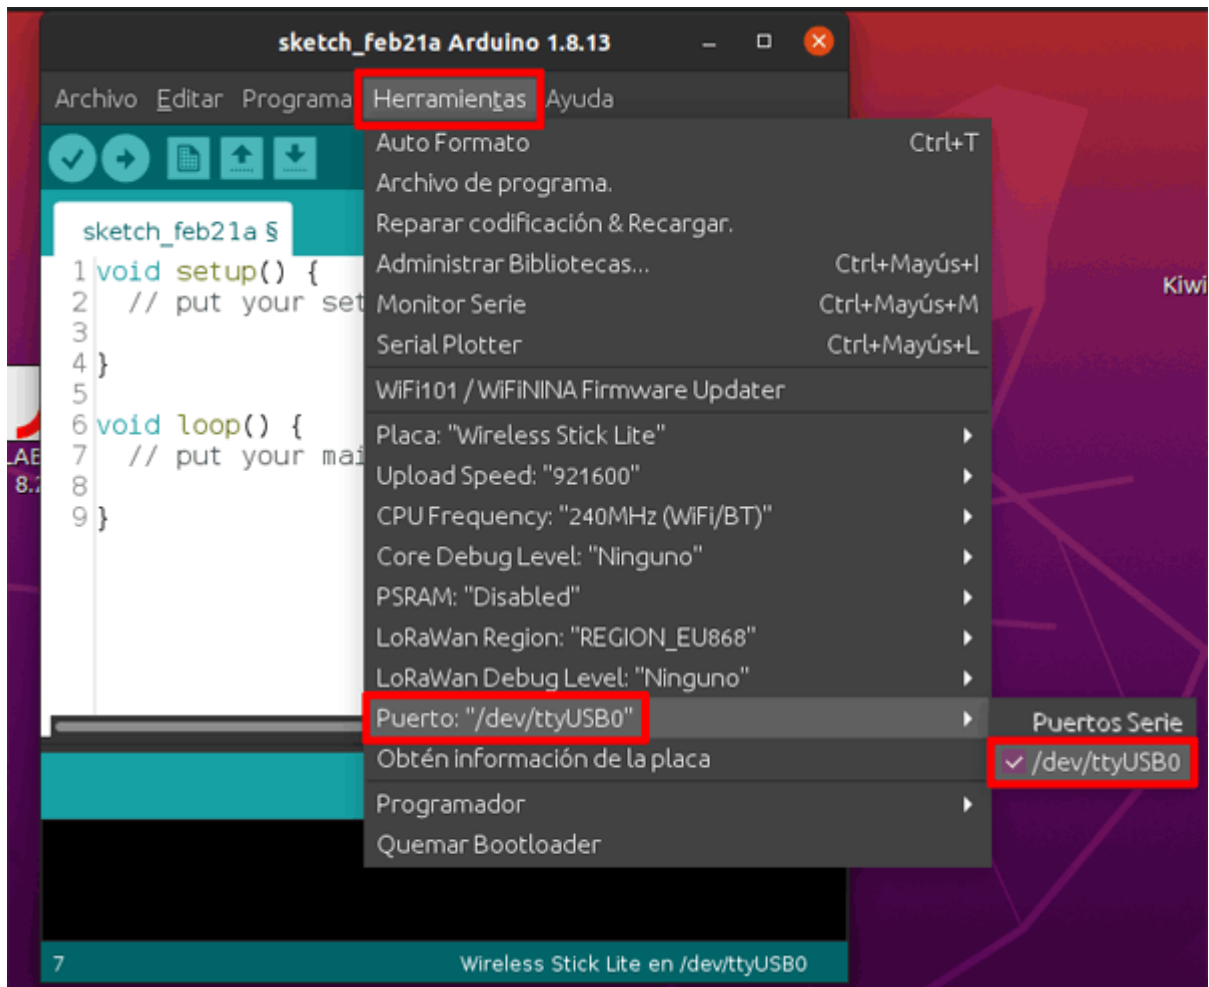 sketch_feb21a Arduino 1.8.13
Archivo Editar Programa Herramientas Ayuda
Auto Formato Ctrl+T
Archivo de programa.
Reparar codificación & Recargar.
Administrar Bibliotecas... Ctrl+Mayús+I
Monitor Serie Ctrl+Mayús+M
Serial Plotter Ctrl+Mayús+L
WiFi101 / WiFiNINA Firmware Updater
Placa: "Wireless Stick Lite"
Upload Speed: "921600"
CPU Frequency: "240MHz (WiFi/BT)"
Core Debug Level: "Ninguno"
PSRAM: "Disabled"
LoRaWan Region: "REGION_EU868"
LoRaWan Debug Level: "Ninguno"
Puerto: "/dev/ttyUSB0"
Obtén información de la placa
Programador
Quemar Bootloader
Puertos Serie
/dev/ttyUSB0
sketch_feb21a §
1 void setup() {
2 // put your set
3
4 }
5
6 void loop() {
7 // put your mai
8
9 }
7
Wireless Stick Lite en /dev/ttyUSB0
Kiwi